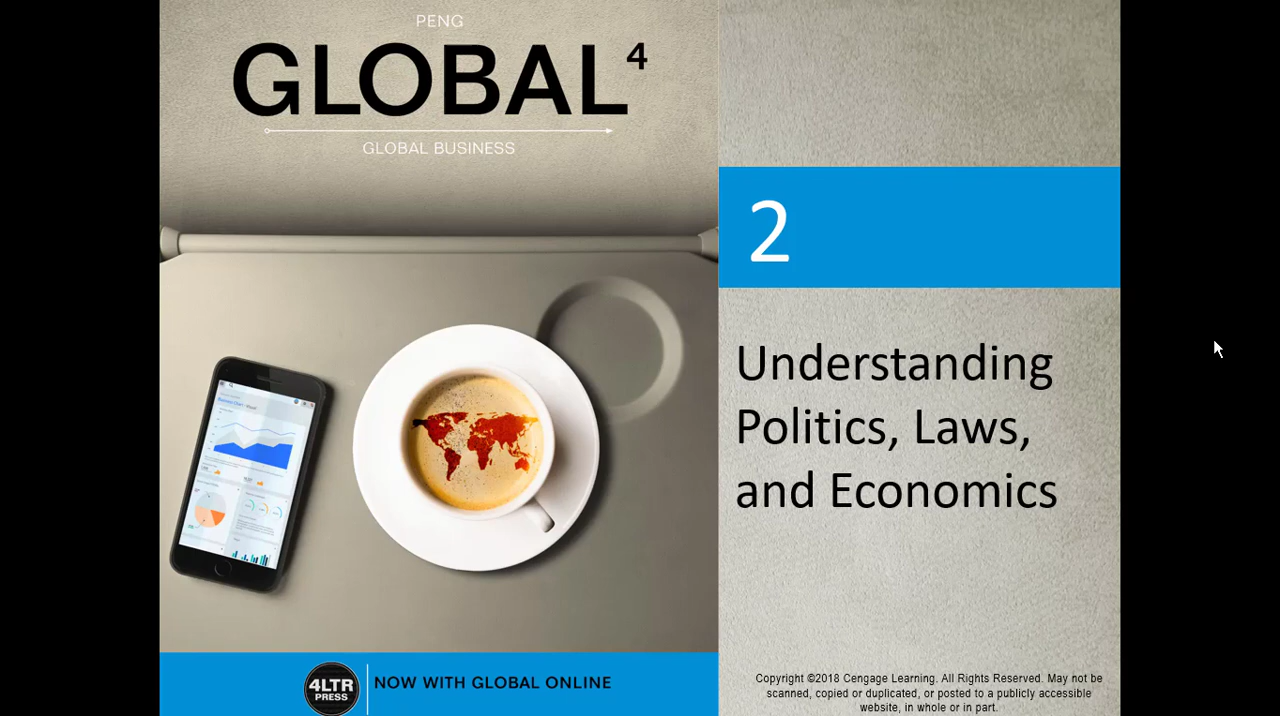 PENG
GLOBAL⁴
GLOBAL BUSINESS
4LTR
PRESS
NOW WITH GLOBAL ONLINE
2
Understanding
Politics, Laws,
and Economics
Copyright ©2018 Cengage Learning. All Rights Reserved. May not be
scanned, copied or duplicated, or posted to a publicly accessible
website, in whole or in part.